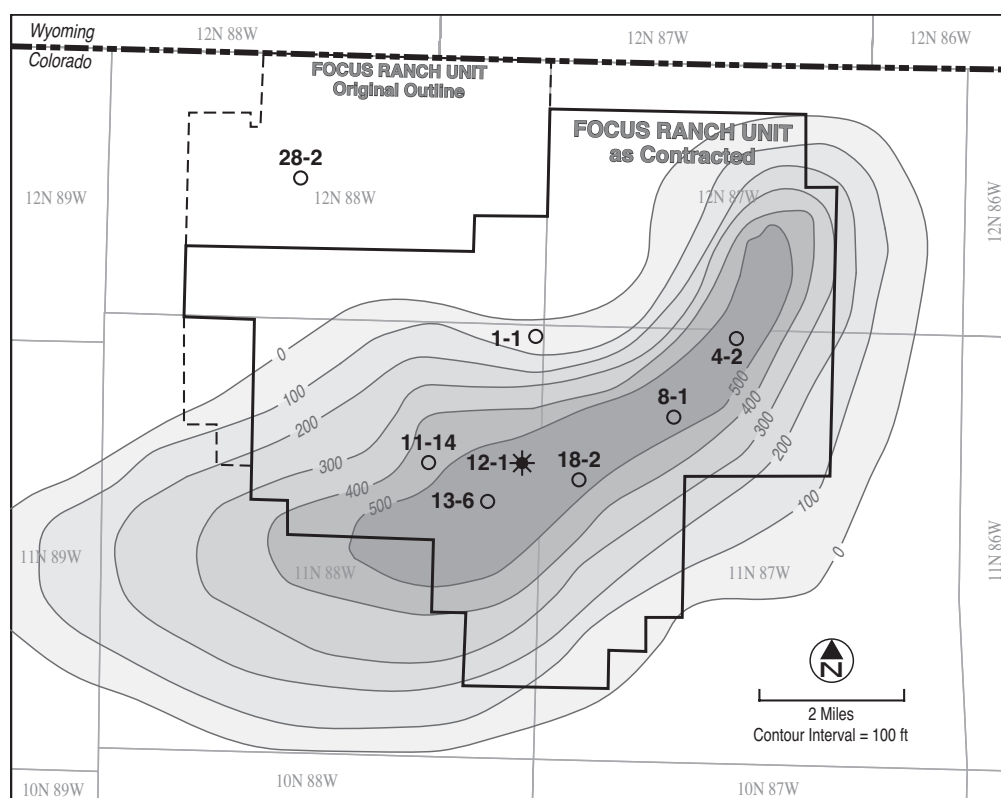 Wyoming
12N 88W
12N 87W
12N 86W
Colorado
FOCUS RANCH UNIT
Original Outline
FOCUS RANCH UNIT
as Contracted
28-2
12N 89W
12N 88W
12N 87W
12N 86W
1-1
4-2
0
100
200
300
400
500
8-1
500
400
300
200
100
0
11-14
12-1
18-2
13-6
11N 89W
11N 88W
11N 87W
11N 86W
N
2 Miles
Contour Interval = 100 ft
10N 89W
10N 88W
10N 87W